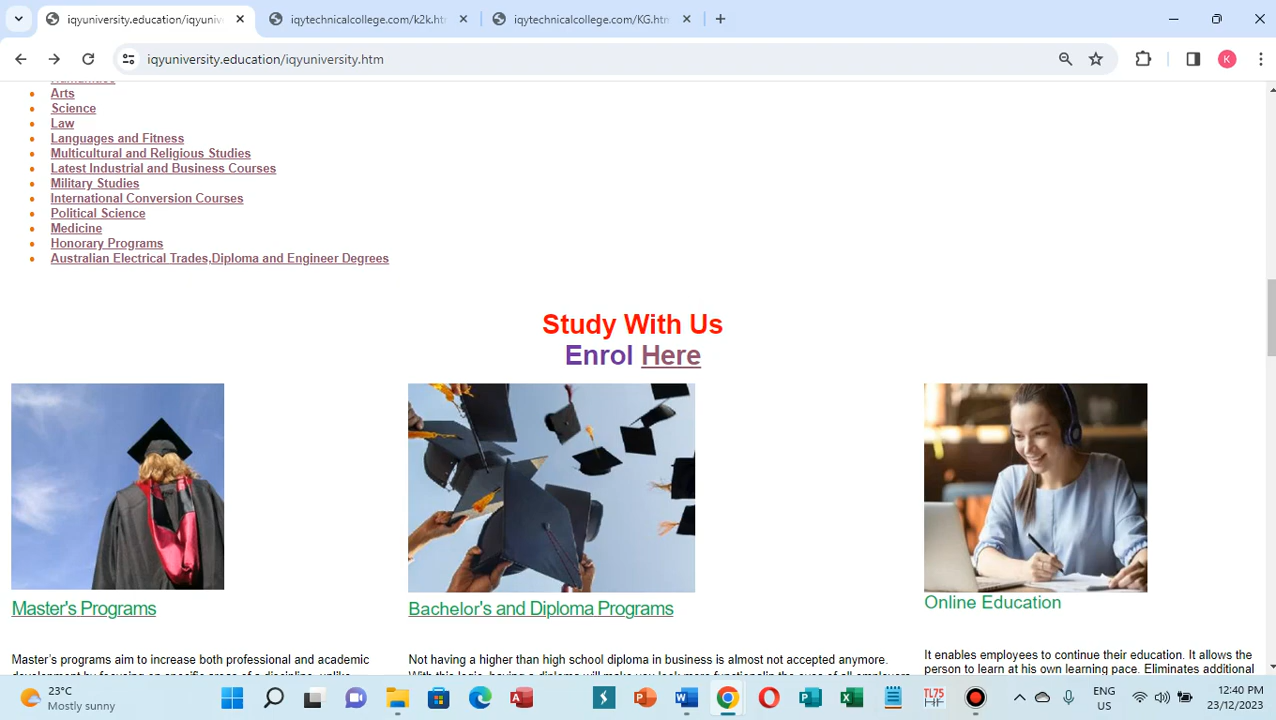 iqyuniversity.education/iqyuniv
iqytechnicalcollege.com/k2k.htm
iqytechnicalcollege.com/KG.htm
iqyuniversity.education/iqyuniversity.htm
K
Humanities
Arts
Science
Law
Languages and Fitness
Multicultural and Religious Studies
Latest Industrial and Business Courses
Military Studies
International Conversion Courses
Political Science
Medicine
Honorary Programs
Australian Electrical Trades,Diploma and Engineer Degrees
Study With Us
Enrol Here
Master's Programs
Bachelor's and Diploma Programs
Online Education
Master's programs aim to increase both professional and academic
Not having a higher than high school diploma in business is almost not accepted anymore.
It enables employees to continue their education. It allows the
person to learn at his own learning pace. Eliminates additional
23°C
Mostly sunny
TL75
ENG
US
12:40 PM
23/12/2023